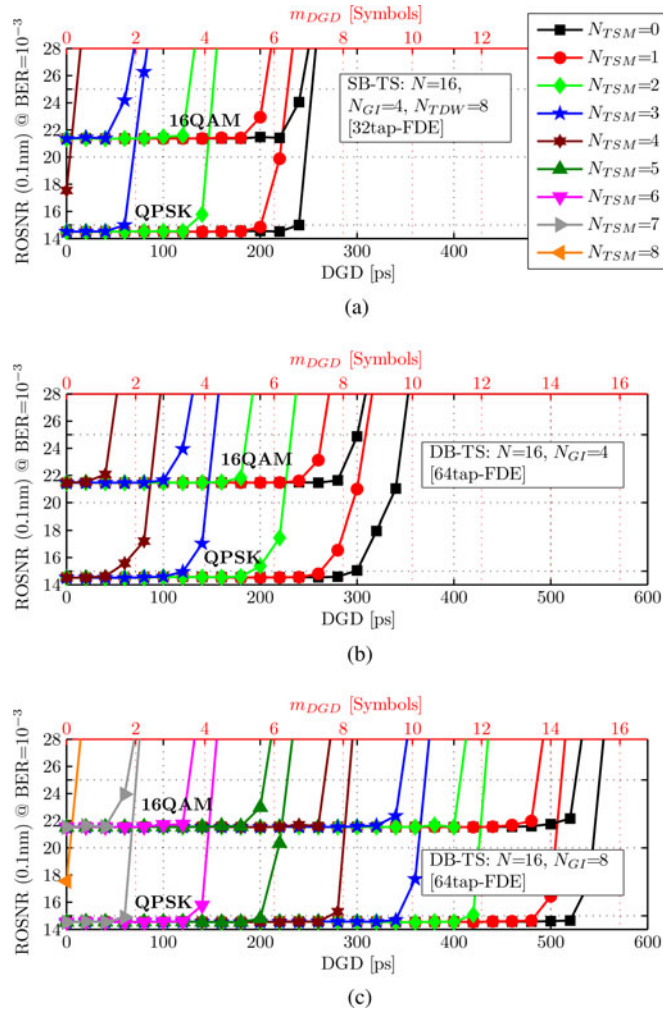 m_DGD [Symbols]
0 2 4 6 8 10 12
ROSNR (0.1nm) @ BER=10^-3
28
26
24
22
20
18
16
14
16QAM
QPSK
SB-TS: N=16,
N_GI=4, N_TDW=8
[32tap-FDE]
N_TSM=0
N_TSM=1
N_TSM=2
N_TSM=3
N_TSM=4
N_TSM=5
N_TSM=6
N_TSM=7
N_TSM=8
0 100 200 300 400
DGD [ps]
(a)
m_DGD [Symbols]
0 2 4 6 8 10 12 14 16
ROSNR (0.1nm) @ BER=10^-3
28
26
24
22
20
18
16
14
16QAM
QPSK
DB-TS: N=16, N_GI=4
[64tap-FDE]
0 100 200 300 400 500 600
DGD [ps]
(b)
m_DGD [Symbols]
0 2 4 6 8 10 12 14 16
ROSNR (0.1nm) @ BER=10^-3
28
26
24
22
20
18
16
14
16QAM
QPSK
DB-TS: N=16, N_GI=8
[64tap-FDE]
0 100 200 300 400 500 600
DGD [ps]
(c)